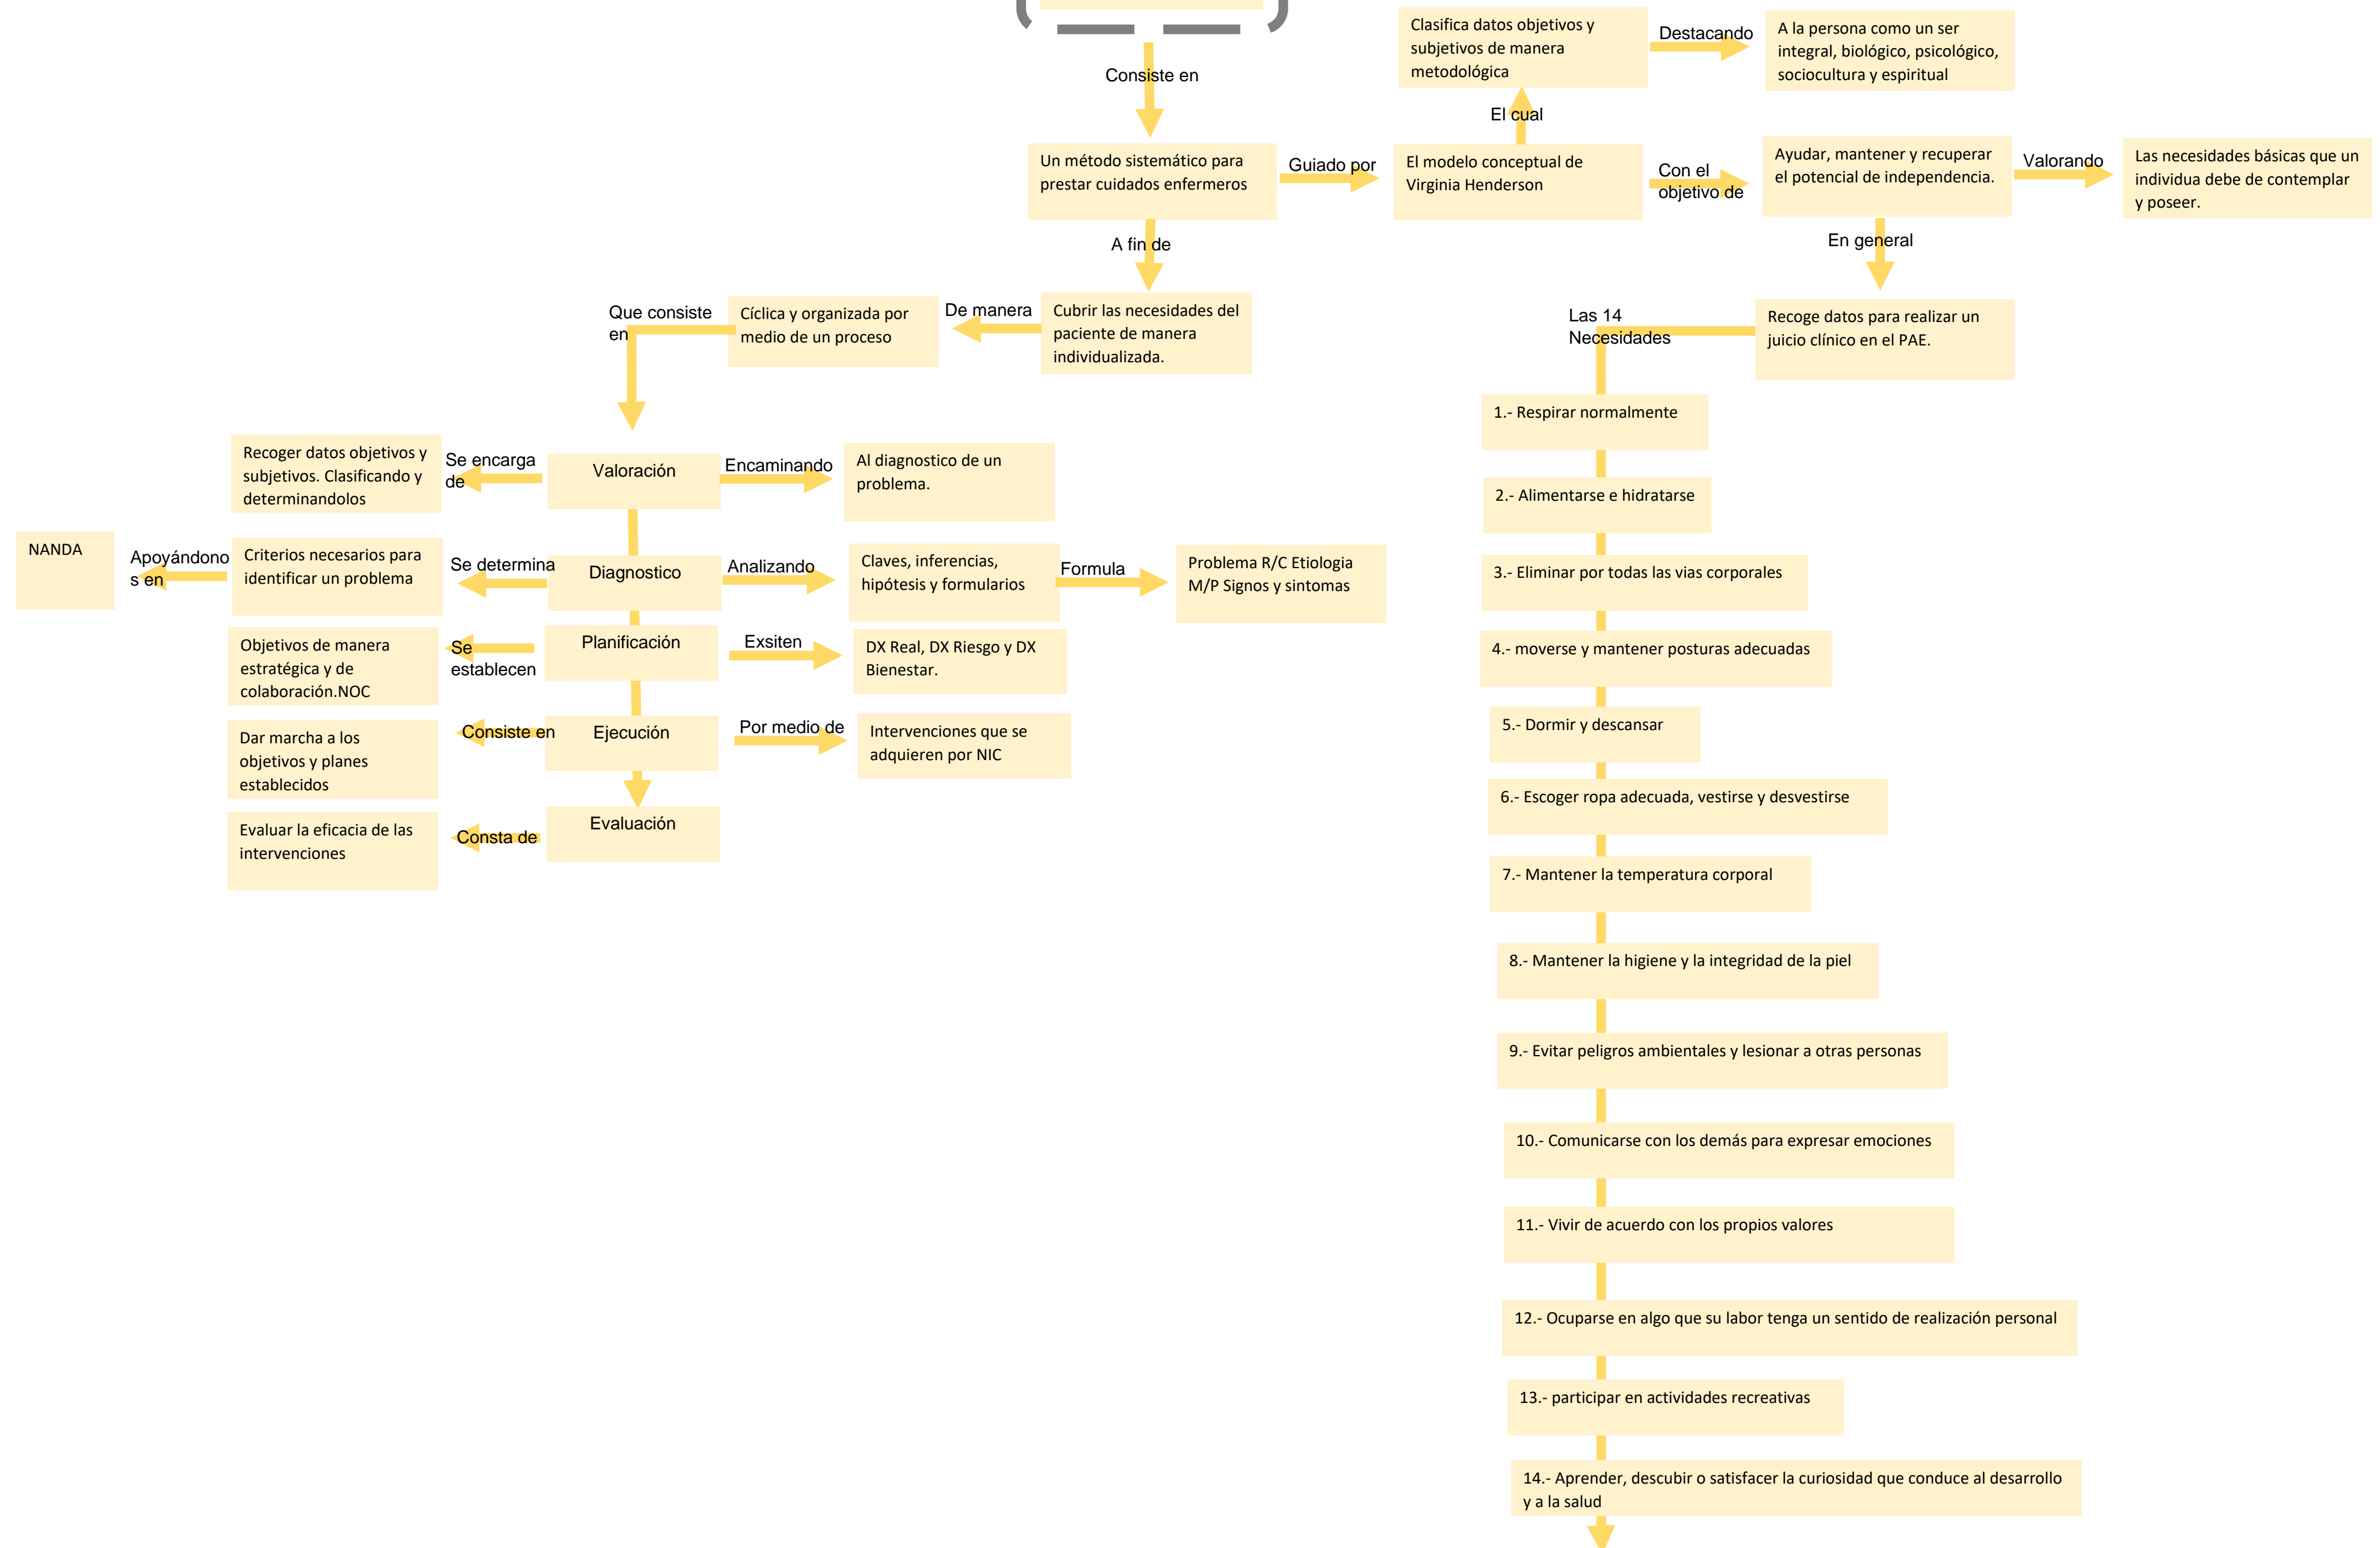 Consiste en
Clasifica datos objetivos y
subjetivos de manera
metodológica
Destacando
A la persona como un ser
integral, biológico, psicológico,
sociocultura y espiritual
El cual
Un método sistemático para
prestar cuidados enfermeros
Guiado por
El modelo conceptual de
Virginia Henderson
Con el
objetivo de
Ayudar, mantener y recuperar
el potencial de independencia.
Valorando
Las necesidades básicas que un
individua debe de contemplar
y poseer.
A fin de
En general
Que consiste
en
Cíclica y organizada por
medio de un proceso
De manera
Cubrir las necesidades del
paciente de manera
individualizada.
Las 14
Necesidades
Recoge datos para realizar un
juicio clínico en el PAE.
Recoger datos objetivos y
subjetivos. Clasificando y
determinandolos
Se encarga
de
Valoración
Encaminando
Al diagnostico de un
problema.
NANDA
Apoyándono
s en
Criterios necesarios para
identificar un problema
Se determina
Diagnostico
Analizando
Claves, inferencias,
hipótesis y formularios
Formula
Problema R/C Etiologia
M/P Signos y sintomas
Objetivos de manera
estratégica y de
colaboración.NOC
Se
establecen
Planificación
Exsiten
DX Real, DX Riesgo y DX
Bienestar.
Dar marcha a los
objetivos y planes
establecidos
Consiste en
Ejecución
Por medio de
Intervenciones que se
adquieren por NIC
Evaluar la eficacia de las
intervenciones
Consta de
Evaluación
1.- Respirar normalmente
2.- Alimentarse e hidratarse
3.- Eliminar por todas las vias corporales
4.- moverse y mantener posturas adecuadas
5.- Dormir y descansar
6.- Escoger ropa adecuada, vestirse y desvestirse
7.- Mantener la temperatura corporal
8.- Mantener la higiene y la integridad de la piel
9.- Evitar peligros ambientales y lesionar a otras personas
10.- Comunicarse con los demás para expresar emociones
11.- Vivir de acuerdo con los propios valores
12.- Ocuparse en algo que su labor tenga un sentido de realización personal
13.- participar en actividades recreativas
14.- Aprender, descubir o satisfacer la curiosidad que conduce al desarrollo
y a la salud